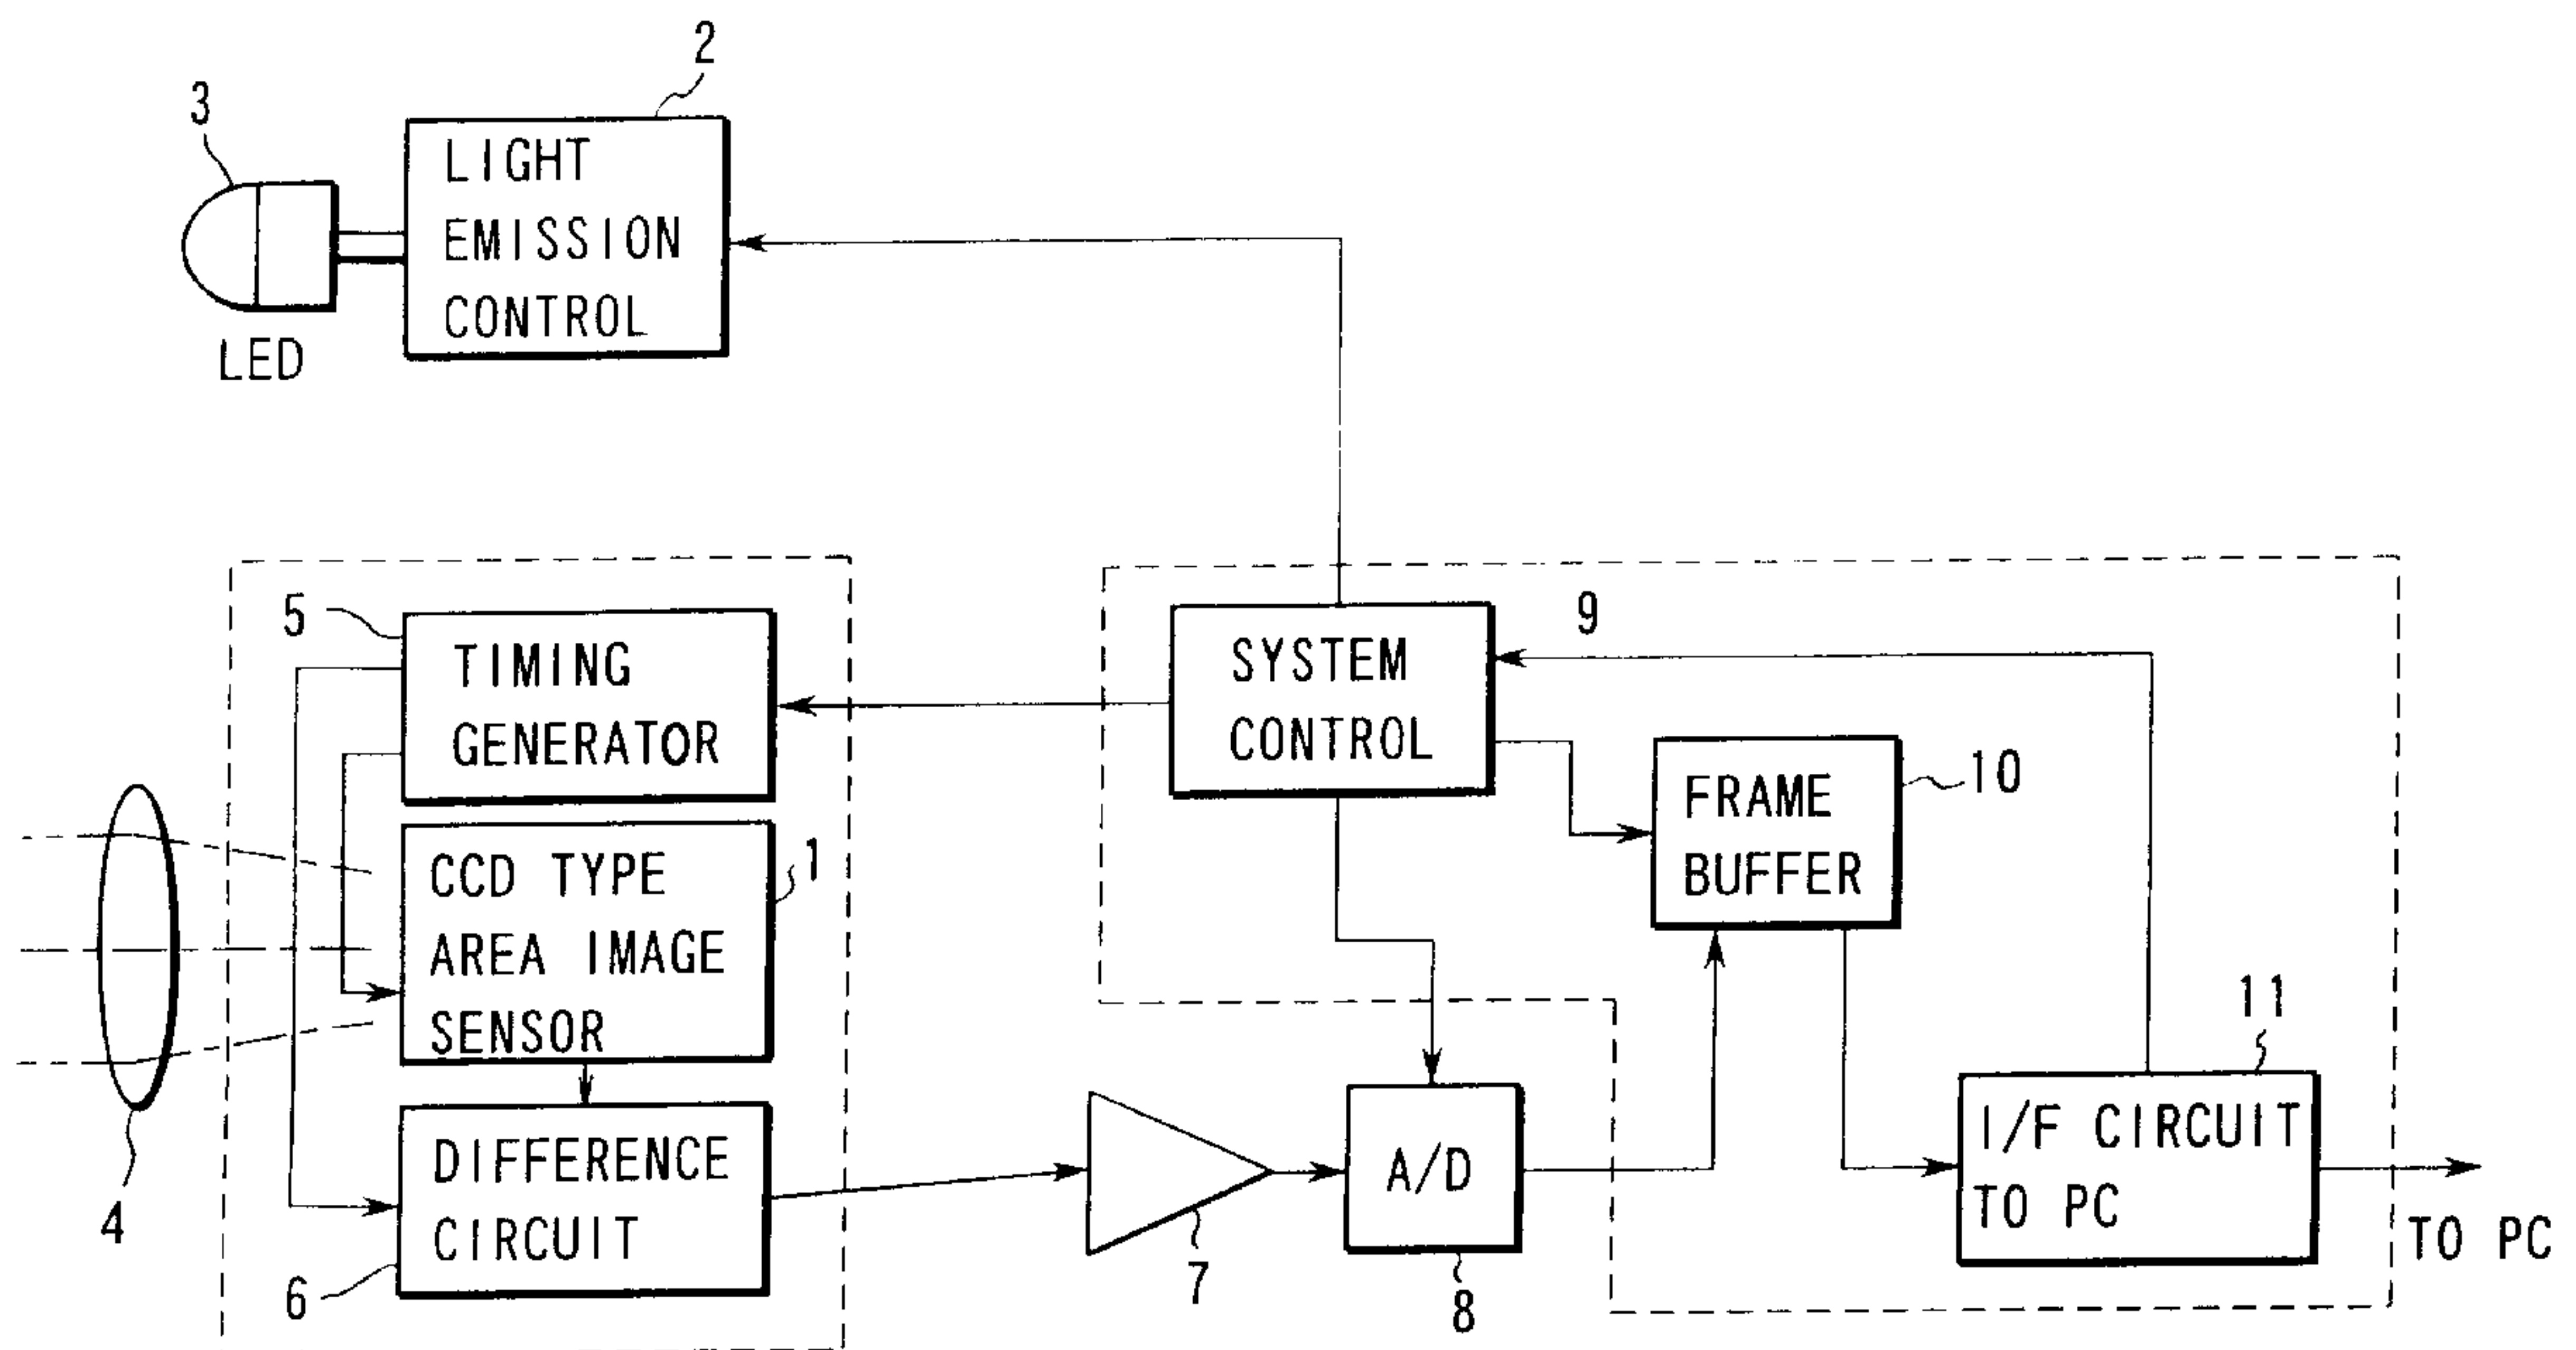 2
3
LIGHT
EMISSION
CONTROL
LED
5
TIMING
GENERATOR
SYSTEM
CONTROL
9
FRAME
BUFFER
10
CCD TYPE
AREA IMAGE
SENSOR
1
4
DIFFERENCE
CIRCUIT
6
7
A/D
8
11
I/F CIRCUIT
TO PC
TO PC